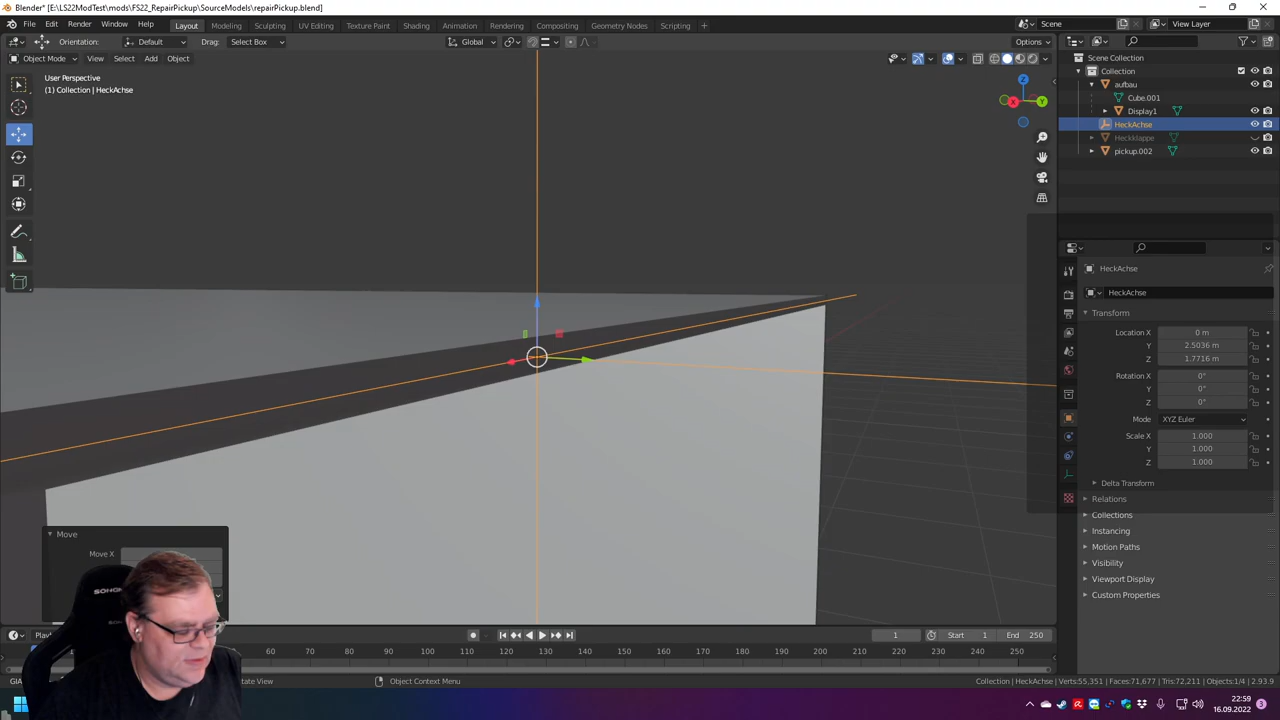 Blender* [E:\LS22ModTest\mods\FS22_RepairPickup\SourceModels\repairPickup.blend]
File Edit Render Window Help Layout Modeling Sculpting UV Editing Texture Paint Shading Animation Rendering Compositing Geometry Nodes Scripting + Scene View Layer
Orientation: Default Drag: Select Box Global Options
Object Mode View Select Add Object
User Perspective
(1) Collection | HeckAchse
Scene Collection
Collection
aufbau
Cube.001
Display1
HeckAchse
Heckklappe
pickup.002
Z
X
Y
HeckAchse
HeckAchse
Transform
Location X 0 m
Y 2.5036 m
Z 1.7716 m
Rotation X 0°
Y 0°
Z 0°
Mode XYZ Euler
Scale X 1.000
Y 1.000
Z 1.000
Delta Transform
Relations
Collections
Instancing
Motion Paths
Visibility
Viewport Display
Custom Properties
Move
Move X
SONO
1 Start 1 End 250
60 70 80 90 100 110 120 130 140 150 160 170 180 190 200 210 220 230 240 250
Object Context Menu
Collection | HeckAchse | Verts:55,351 | Faces:71,677 | Tris:72,211 | Objects:1/4 | 2.93.9
22:59
16.09.2022